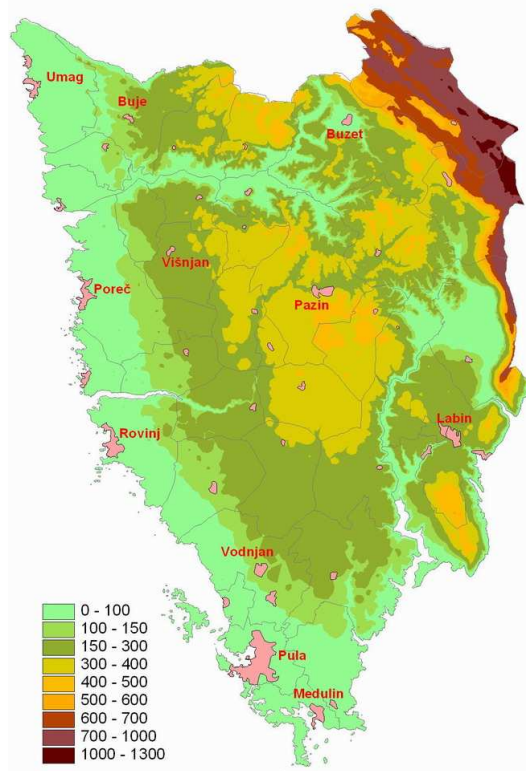 Umag
Buje
Buzet
Višnjan
Poreč
Pazin
Rovinj
Labin
Vodnjan
Pula
Medulin
0 - 100
100 - 150
150 - 300
300 - 400
400 - 500
500 - 600
600 - 700
700 - 1000
1000 - 1300